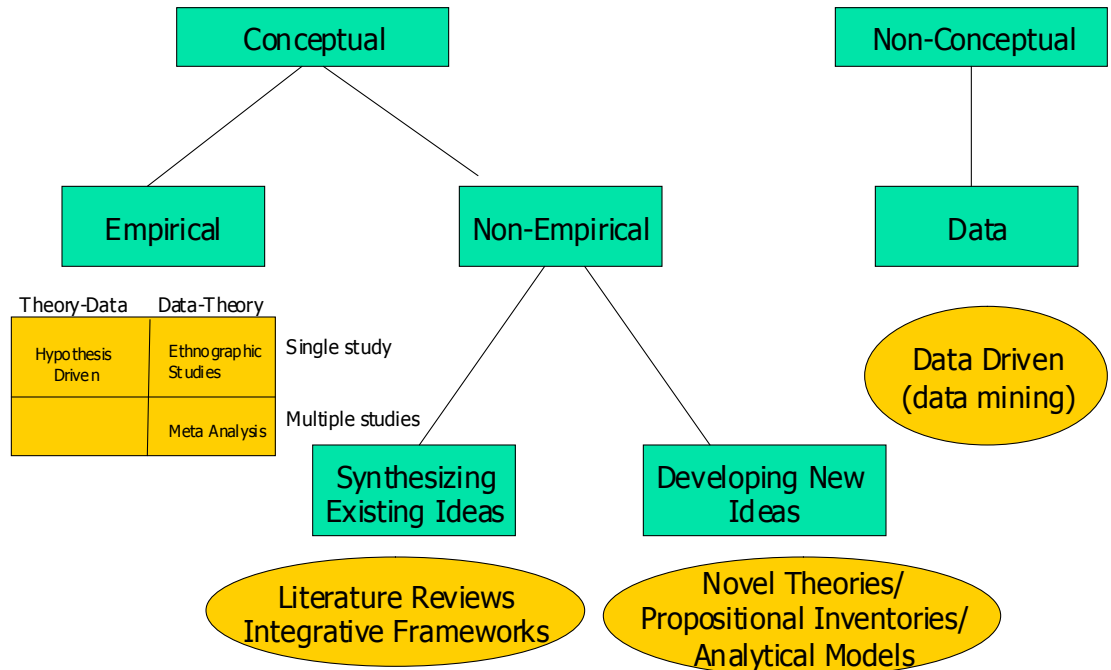 Conceptual
Non-Conceptual
Empirical
Non-Empirical
Data
Theory-Data
Data-Theory
Hypothesis
Driven
Ethnographic
Studies
Single study
Meta Analysis
Multiple studies
Data Driven
(data mining)
Synthesizing
Existing Ideas
Developing New
Ideas
Literature Reviews
Integrative Frameworks
Novel Theories/
Propositional Inventories/
Analytical Models